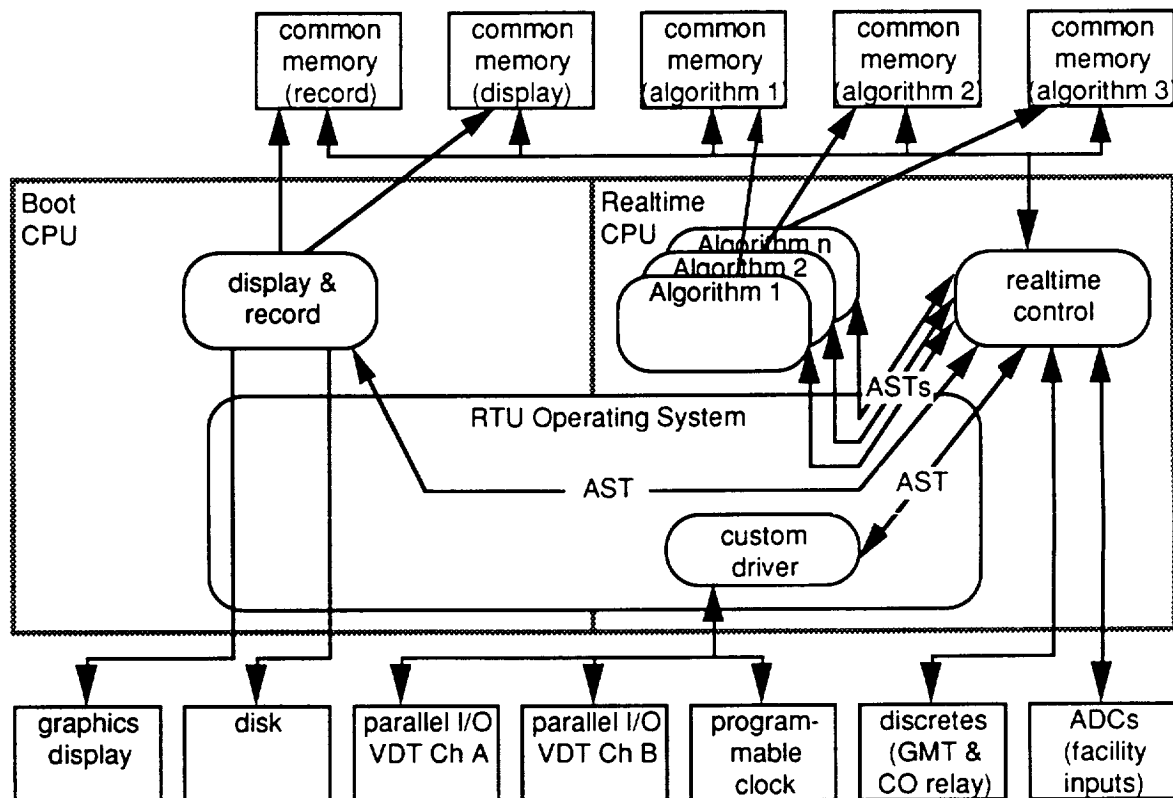 common
memory
(record)
common
memory
(display)
common
memory
(algorithm 1)
common
memory
(algorithm 2)
common
memory
(algorithm 3)
Boot
CPU
Realtime
CPU
display &
record
Algorithm n
Algorithm 2
Algorithm 1
realtime
control
ASTs
RTU Operating System
AST
AST
custom
driver
graphics
display
disk
parallel I/O
VDT Ch A
parallel I/O
VDT Ch B
program-
mable
clock
discretes
(GMT &
CO relay)
ADCs
(facility
inputs)